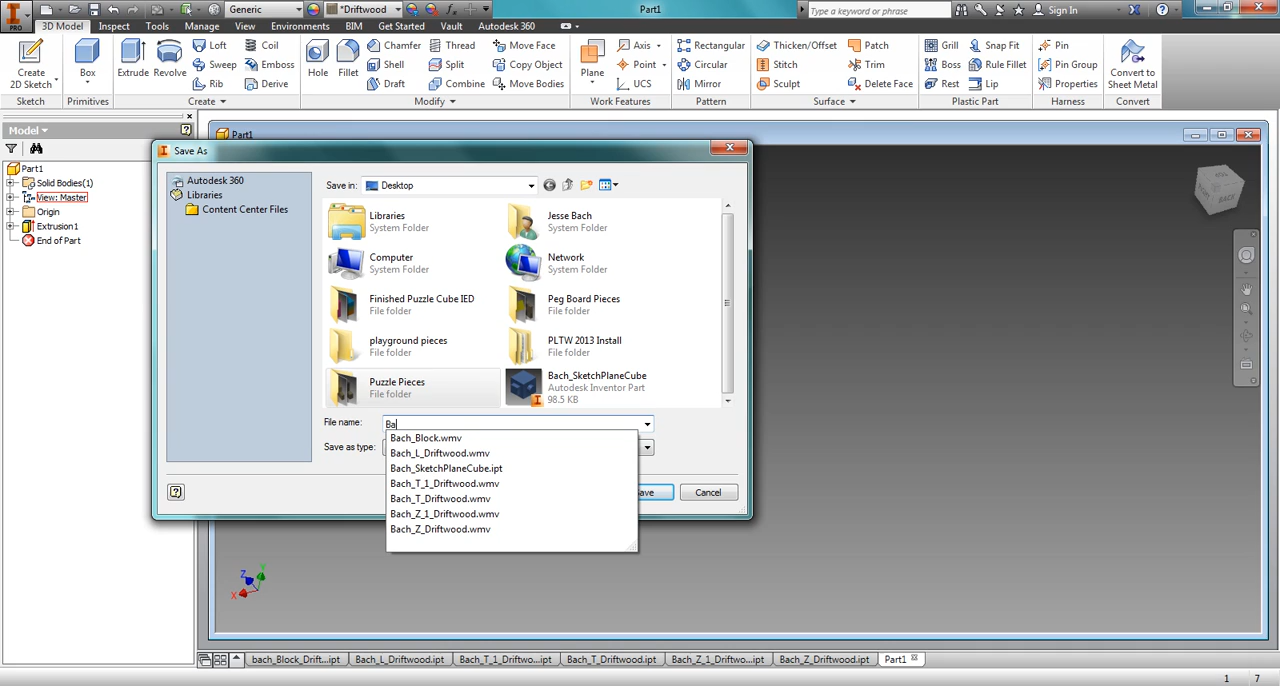 PRO
Generic
*Driftwood
Part1
Type a keyword or phrase
Sign In
3D Model
Inspect
Tools
Manage
View
Environments
BIM
Get Started
Vault
Autodesk 360
Create
2D Sketch
Box
Extrude
Revolve
Loft
Sweep
Rib
Coil
Emboss
Derive
Hole
Fillet
Chamfer
Shell
Draft
Thread
Split
Combine
Move Face
Copy Object
Move Bodies
Plane
Axis
Point
UCS
Rectangular
Circular
Mirror
Thicken/Offset
Stitch
Sculpt
Patch
Trim
Delete Face
Grill
Boss
Rest
Snap Fit
Rule Fillet
Lip
Pin
Pin Group
Properties
Convert to
Sheet Metal
Sketch
Primitives
Create
Modify
Work Features
Pattern
Surface
Plastic Part
Harness
Convert
Model
Part1
Solid Bodies(1)
View: Master
Origin
Extrusion1
End of Part
Part1
BACK
Save As
Autodesk 360
Libraries
Content Center Files
Save in:
Desktop
Libraries
System Folder
Jesse Bach
System Folder
Computer
System Folder
Network
System Folder
Finished Puzzle Cube IED
File folder
Peg Board Pieces
File folder
playground pieces
File folder
PLTW 2013 Install
File folder
Puzzle Pieces
File folder
Bach_SketchPlaneCube
Autodesk Inventor Part
98.5 KB
File name:
Ba
Save as type:
Bach_Block.wmv
Bach_L_Driftwood.wmv
Bach_SketchPlaneCube.ipt
Bach_T_1_Driftwood.wmv
Bach_T_Driftwood.wmv
Bach_Z_1_Driftwood.wmv
Bach_Z_Driftwood.wmv
ave
Cancel
Z
Y
X
bach_Block_Drift...ipt
Bach_L_Driftwood.ipt
Bach_T_1_Driftwo...ipt
Bach_T_Driftwood.ipt
Bach_Z_1_Driftwo...ipt
Bach_Z_Driftwood.ipt
Part1
1
7